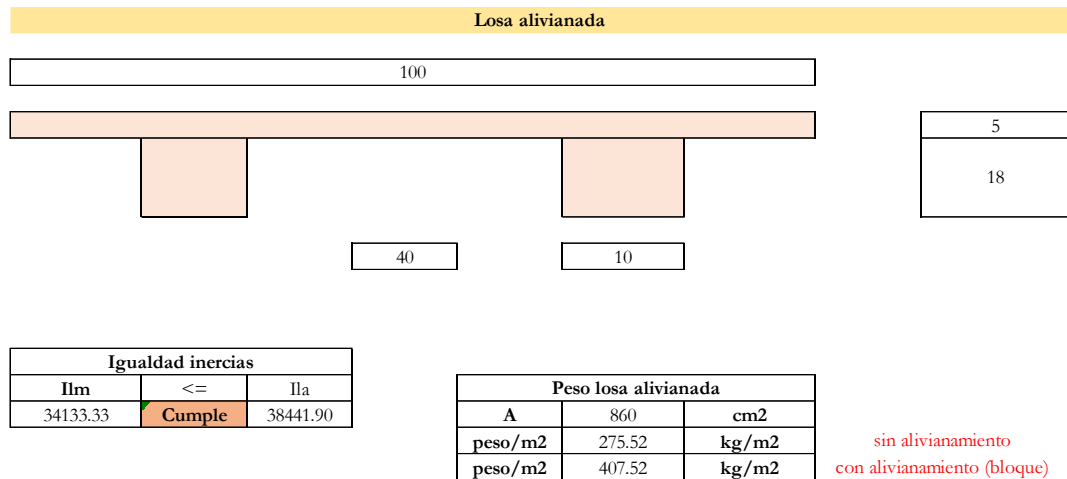 Losa alivianada
100
5
18
40
10
Igualdad inercias
Ilm <= Ila
34133.33 Cumple 38441.90
Peso losa alivianada
A 860 cm2
peso/m2 275.52 kg/m2 sin alivianamiento
peso/m2 407.52 kg/m2 con alivianamiento (bloque)